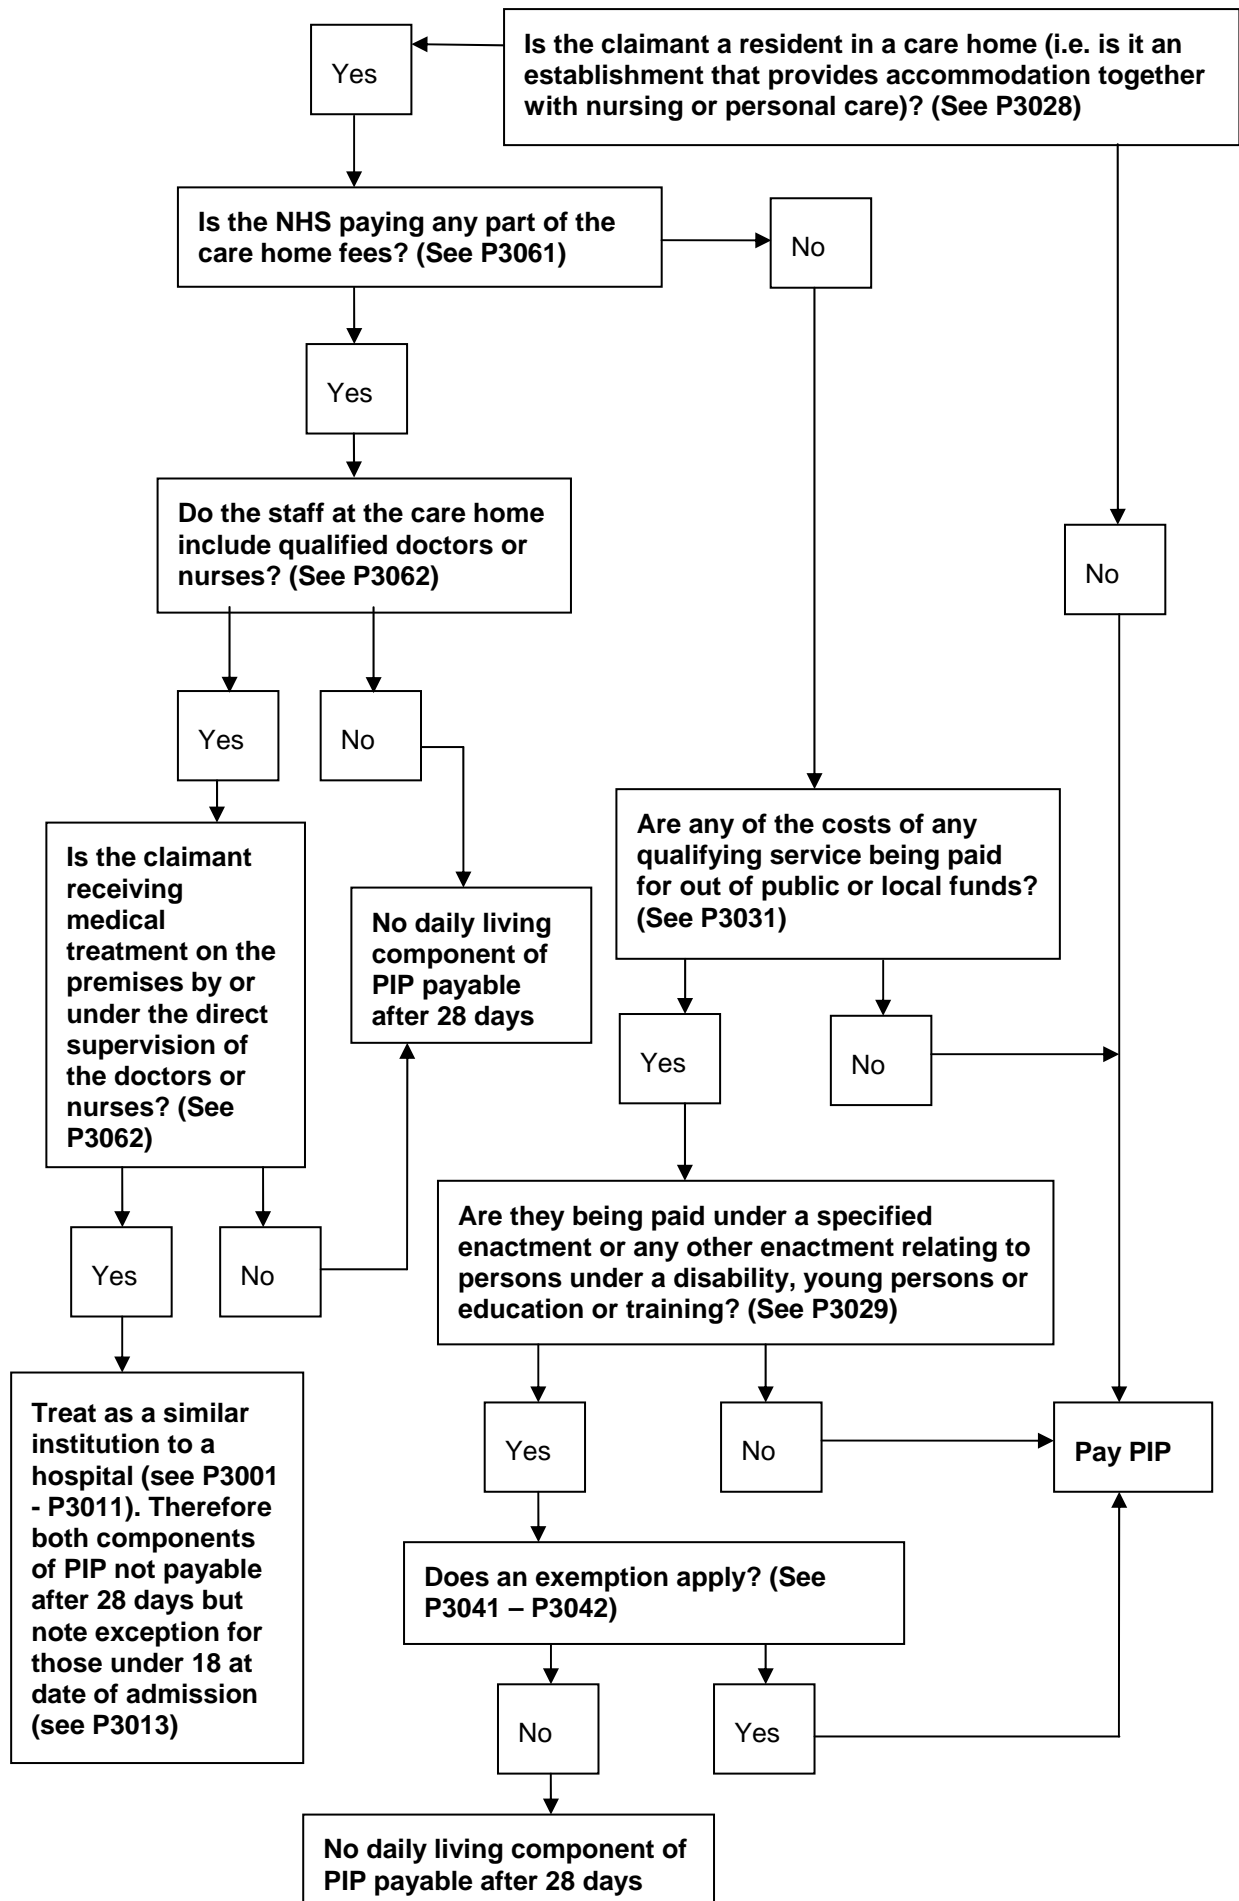 Is the claimant a resident in a care home (i.e. is it an
establishment that provides accommodation together
with nursing or personal care)? (See P3028)
Yes
Is the NHS paying any part of the
care home fees? (See P3061)
No
Yes
Do the staff at the care home
include qualified doctors or
nurses? (See P3062)
No
Yes
No
Are any of the costs of any
qualifying service being paid
for out of public or local funds?
(See P3031)
Is the claimant
receiving
medical
treatment on the
premises by or
under the direct
supervision of
the doctors or
nurses? (See
P3062)
No daily living
component of
PIP payable
after 28 days
Yes
No
Are they being paid under a specified
enactment or any other enactment relating to
persons under a disability, young persons or
education or training? (See P3029)
Yes
No
Treat as a similar
institution to a
hospital (see P3001
- P3011). Therefore
both components
of PIP not payable
after 28 days but
note exception for
those under 18 at
date of admission
(see P3013)
Yes
No
Pay PIP
Does an exemption apply? (See
P3041 – P3042)
No
Yes
No daily living component of
PIP payable after 28 days